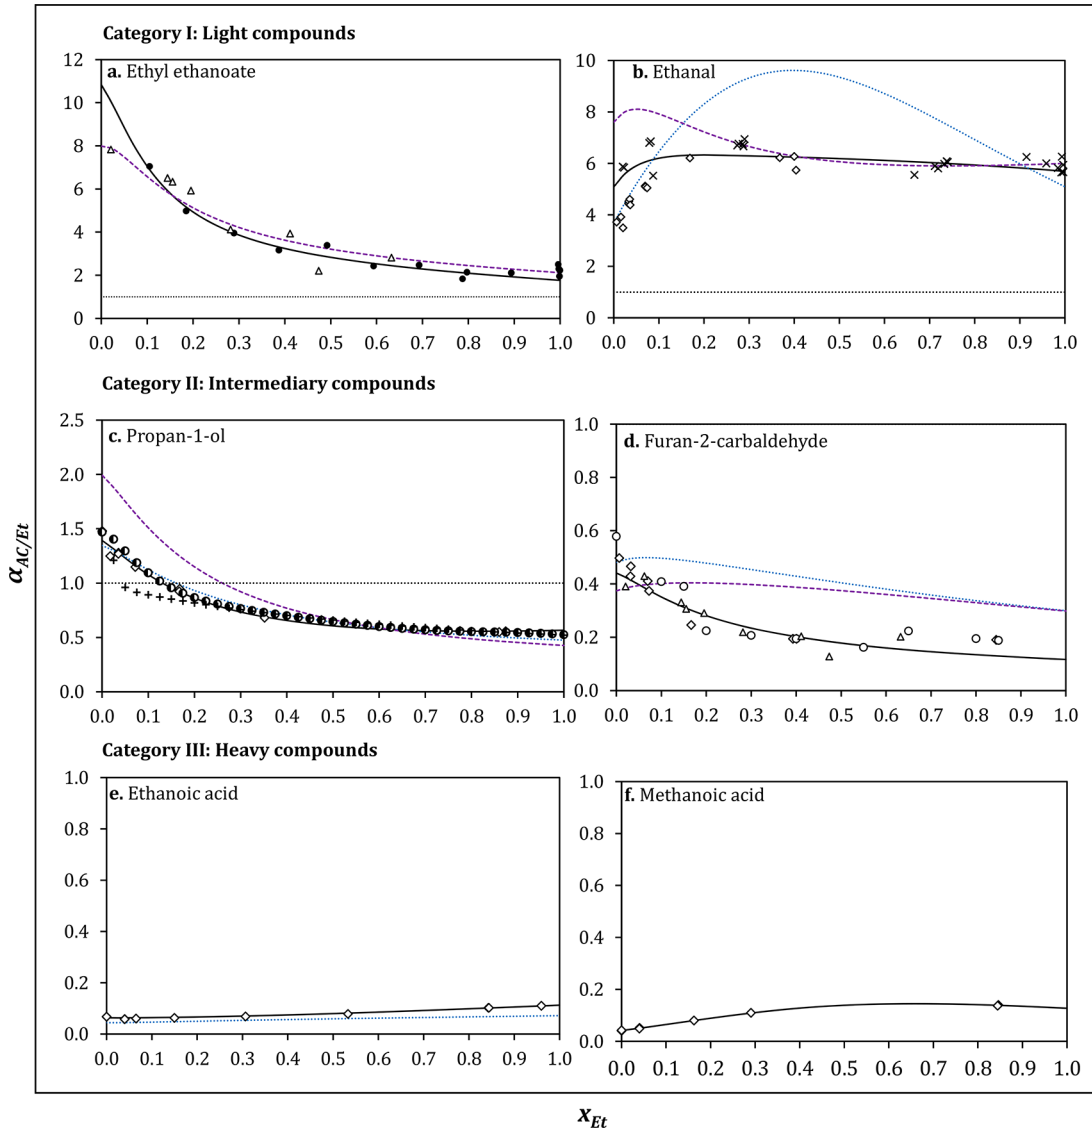 Category I: Light compounds
a. Ethyl ethanoate
12
10
8
6
4
2
0
0.0 0.1 0.2 0.3 0.4 0.5 0.6 0.7 0.8 0.9 1.0
b. Ethanal
10
8
6
4
2
0
0.0 0.1 0.2 0.3 0.4 0.5 0.6 0.7 0.8 0.9 1.0
Category II: Intermediary compounds
c. Propan-1-ol
2.5
2.0
1.5
1.0
0.5
0.0
0.0 0.1 0.2 0.3 0.4 0.5 0.6 0.7 0.8 0.9 1.0
d. Furan-2-carbaldehyde
1.0
0.8
0.6
0.4
0.2
0.0
0.0 0.1 0.2 0.3 0.4 0.5 0.6 0.7 0.8 0.9 1.0
α_AC/Et
Category III: Heavy compounds
e. Ethanoic acid
1.0
0.8
0.6
0.4
0.2
0.0
0.0 0.1 0.2 0.3 0.4 0.5 0.6 0.7 0.8 0.9 1.0
f. Methanoic acid
1.0
0.8
0.6
0.4
0.2
0.0
0.0 0.1 0.2 0.3 0.4 0.5 0.6 0.7 0.8 0.9 1.0
x_Et